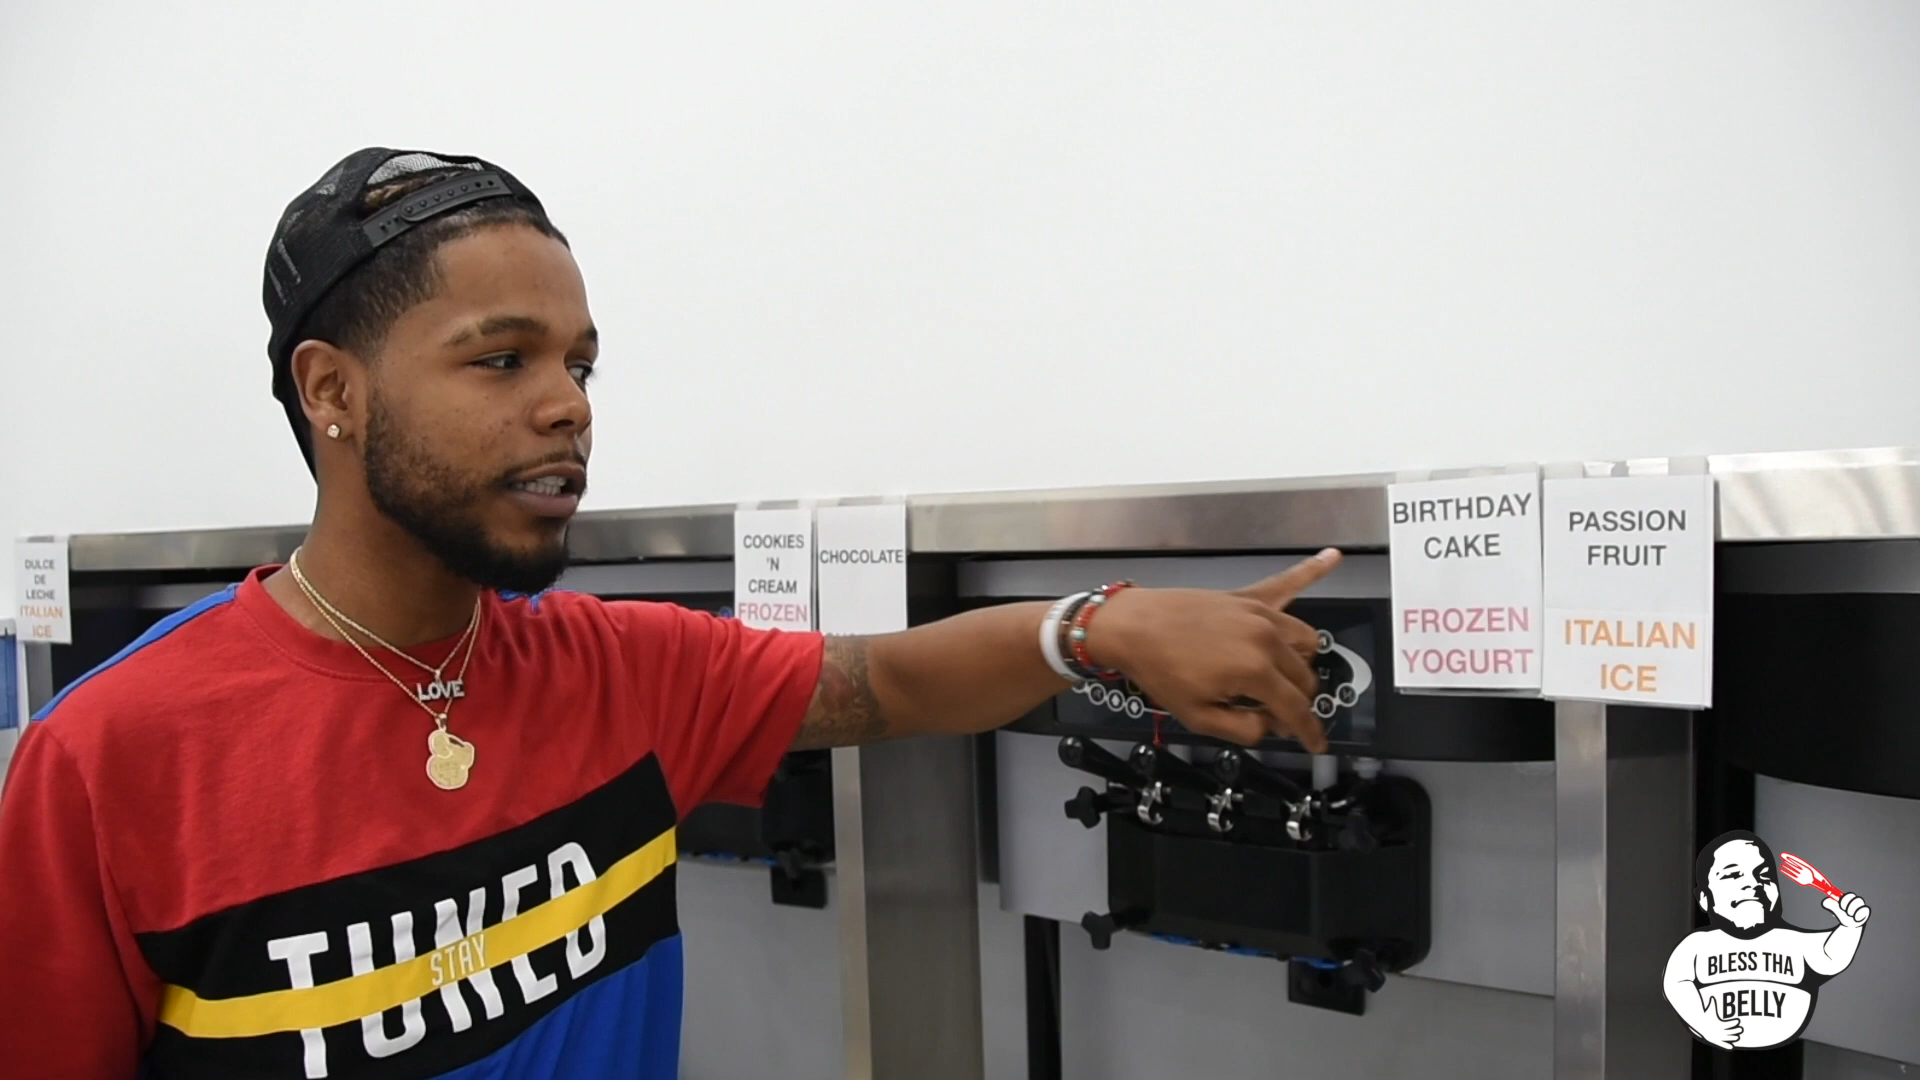 DULCE
DE
LECHE
ITALIAN
ICE
COOKIES
'N
CREAM
FROZEN
CHOCOLATE
BIRTHDAY
CAKE
FROZEN
YOGURT
PASSION
FRUIT
ITALIAN
ICE
LOVE
TUNED
STAY
BLESS THA
BELLY